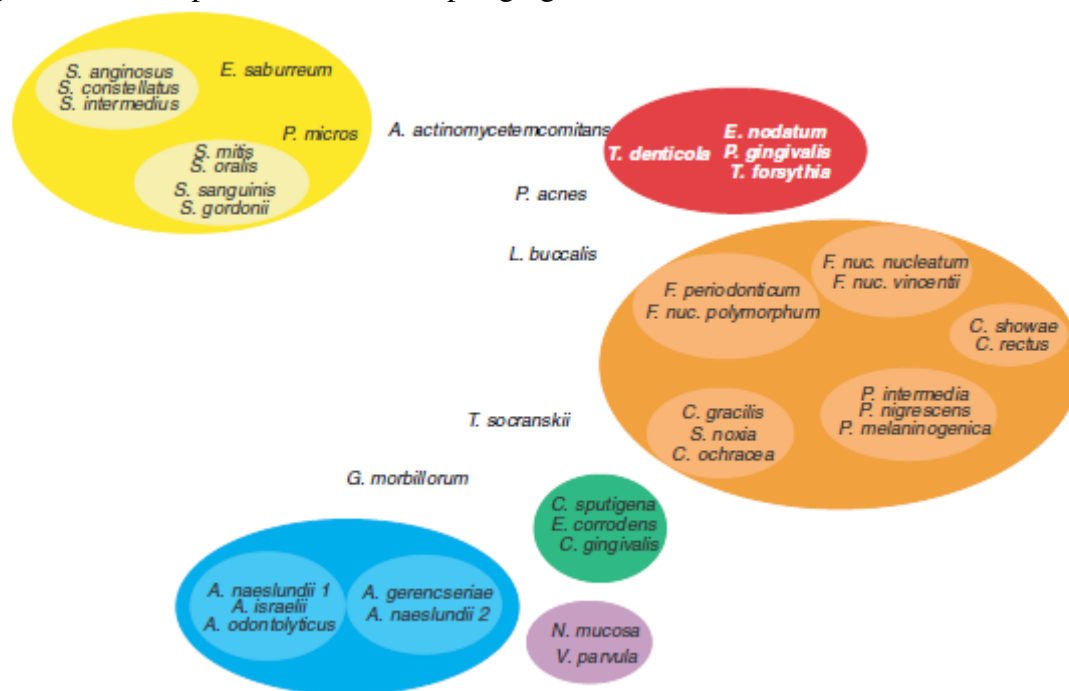 S. anginosus
S. constellatus
S. intermedius
E. saburreum
P. micros
S. mitis
S. oralis
S. sanguinis
S. gordonii
A. actinomycetemcomitans
P. acnes
L. buccalis
T. denticola
E. nodatum
P. gingivalis
T. forsythia
F. periodonticum
F. nuc. polymorphum
F. nuc. nucleatum
F. nuc. vincentii
C. showae
C. rectus
C. gracilis
S. noxia
C. ochracea
P. intermedia
P. nigrescens
P. melaninogenica
T. socranskii
G. morbillorum
C. sputigena
E. corrodens
C. gingivalis
A. naeslundii 1
A. israelii
A. odontolyticus
A. gerencseriae
A. naeslundii 2
N. mucosa
V. parvula